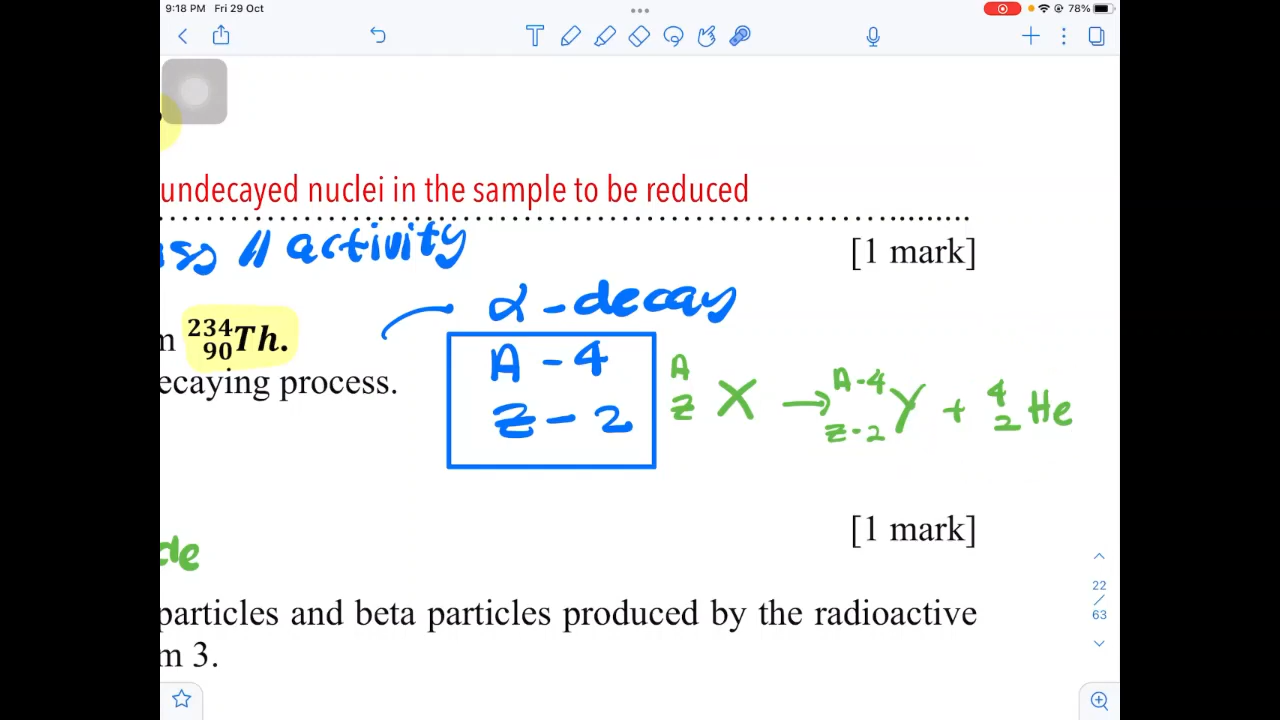 9:18 PM Fri 29 Oct
78%
undecayed nuclei in the sample to be reduced
activity
[1 mark]
α - decay
²³⁴₉₀Th.
A - 4
ecaying process.
Z - 2
ᴬ_Z X → ᴬ⁻⁴_Z₋₂ Y + ⁴₂He
[1 mark]
de
particles and beta particles produced by the radioactive
m 3.
22
/
63